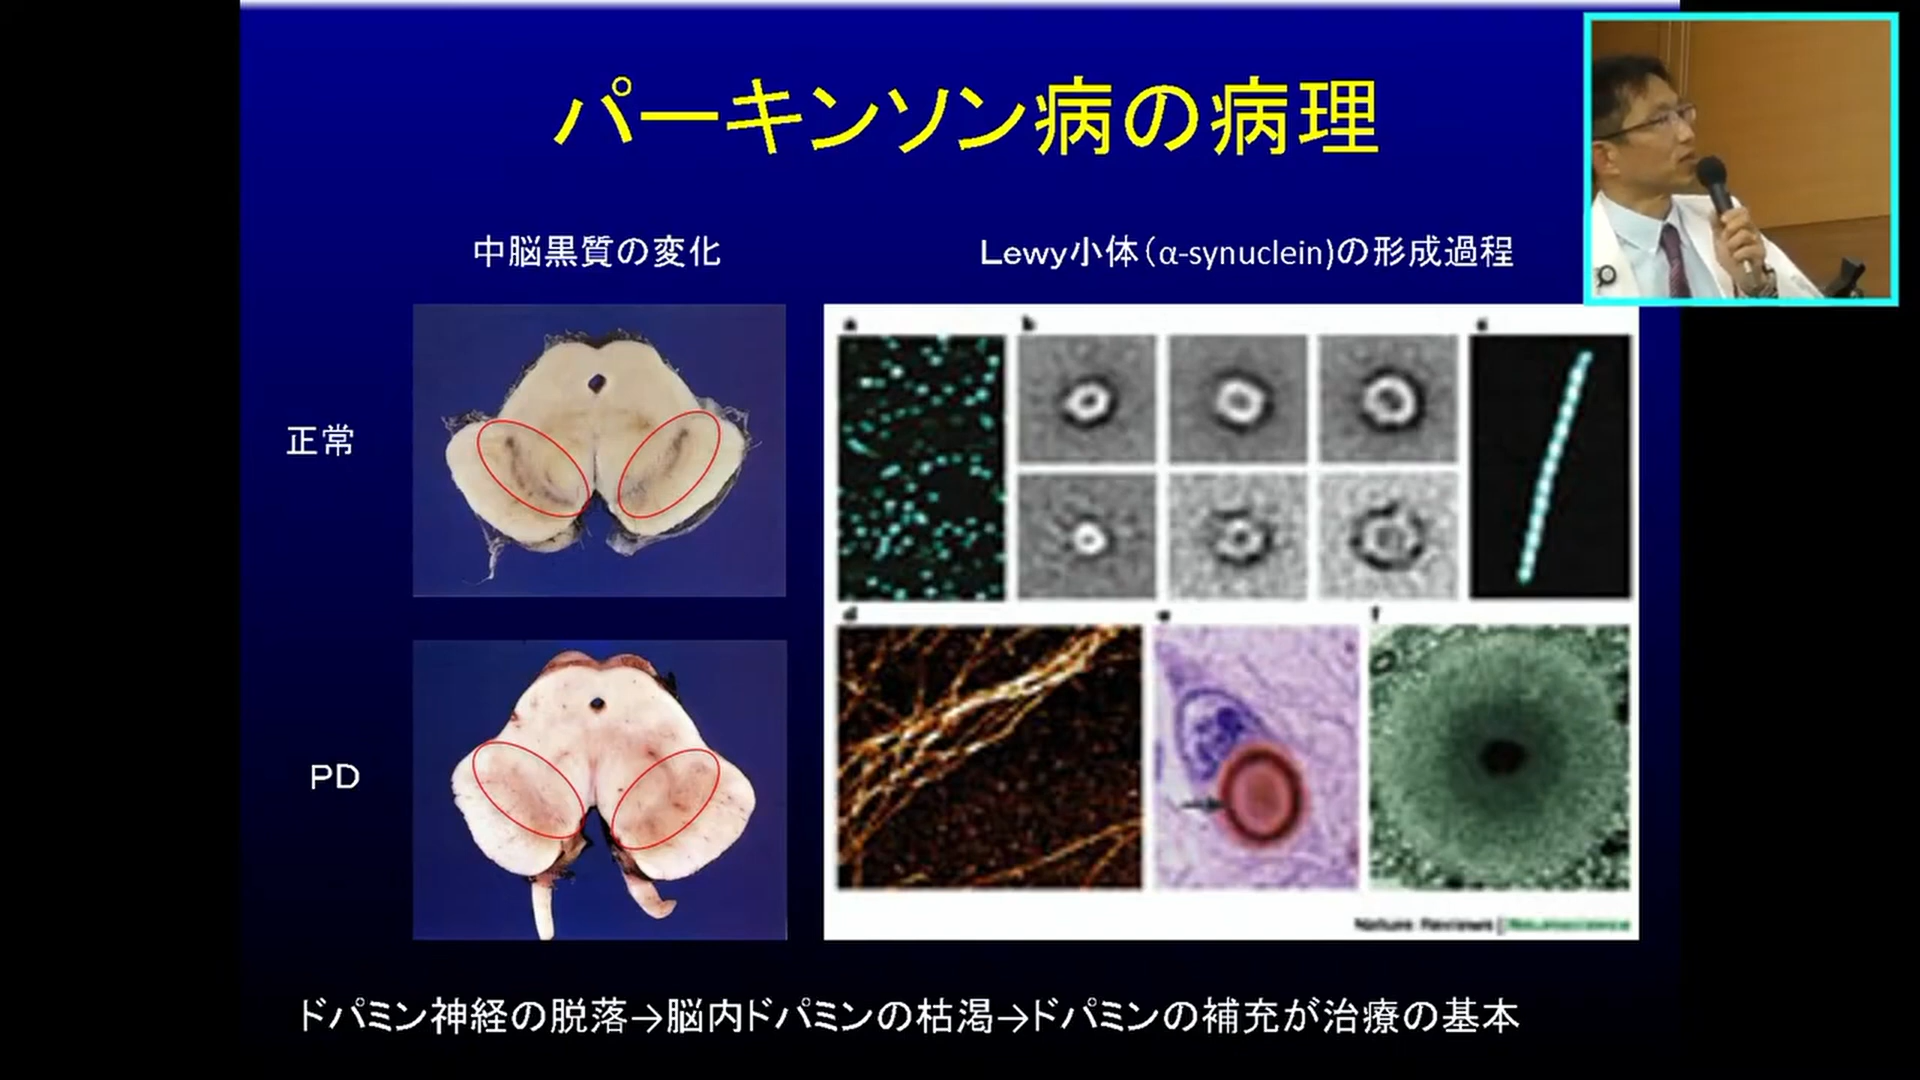 パーキンソン病の病理
中脳黒質の変化
Lewy小体（α-synuclein)の形成過程
正常
PD
a
b
c
d
e
f
Nature Reviews | Neuroscience
ドパミン神経の脱落→脳内ドパミンの枯渇→ドパミンの補充が治療の基本